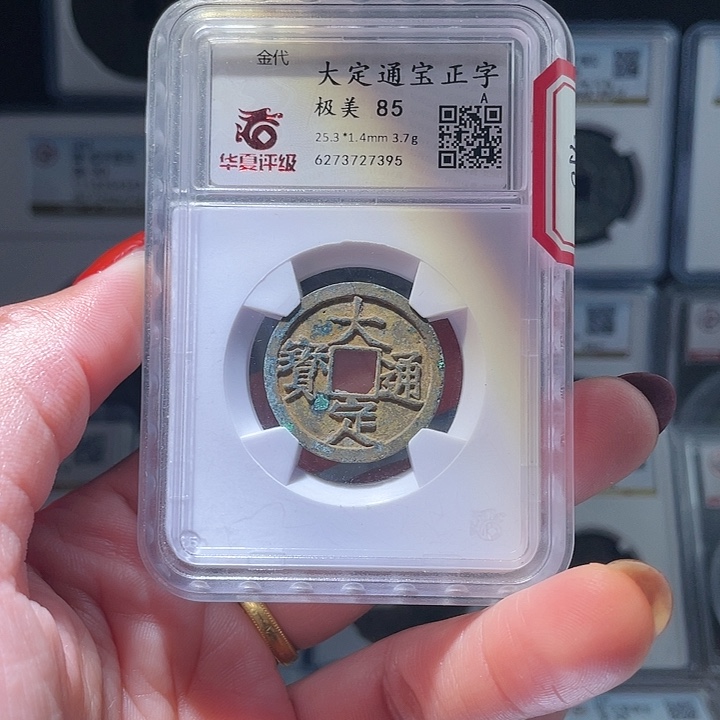 金代
大定通宝正字
极美 85
A
25.3*1.4mm 3.7g
华夏评级
6273727395
大定通寶